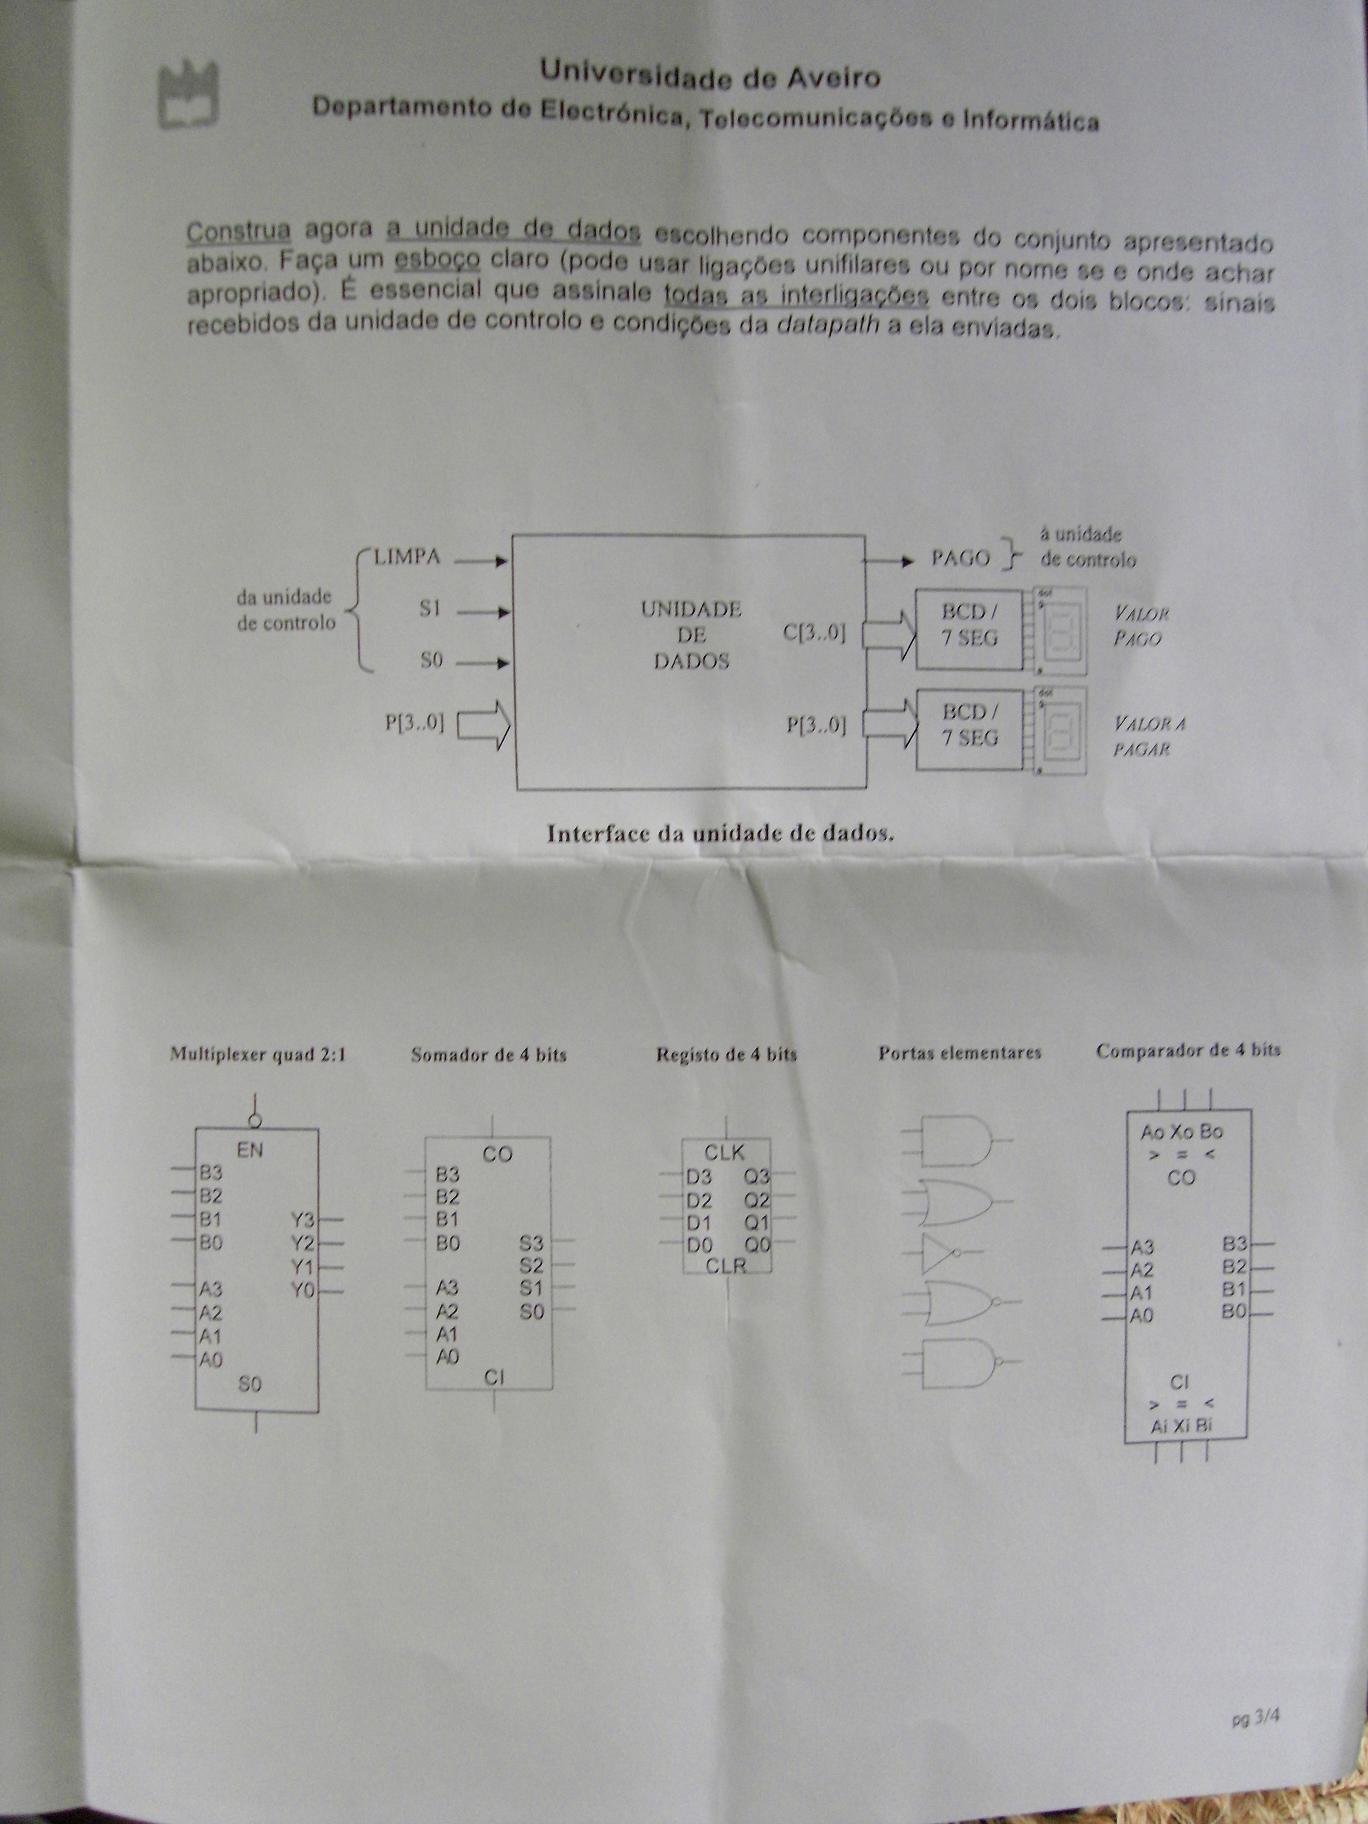 Universidade de Aveiro
Departamento de Electrónica, Telecomunicações e Informática
Construa agora a unidade de dados escolhendo componentes do conjunto apresentado
abaixo. Faça um esboço claro (pode usar ligações unifilares ou por nome se e onde achar
apropriado). É essencial que assinale todas as interligações entre os dois blocos: sinais
recebidos da unidade de controlo e condições da datapath a ela enviadas.
da unidade
de controlo
LIMPA
S1
S0
P[3..0]
UNIDADE
DE
DADOS
C[3..0]
P[3..0]
PAGO
à unidade
de controlo
BCD /
7 SEG
VALOR
PAGO
BCD /
7 SEG
VALOR A
PAGAR
Interface da unidade de dados.
Multiplexer quad 2:1
EN
B3
B2
B1
B0
A3
A2
A1
A0
Y3
Y2
Y1
Y0
S0
Somador de 4 bits
CO
B3
B2
B1
B0
A3
A2
A1
A0
S3
S2
S1
S0
CI
Registo de 4 bits
CLK
D3 Q3
D2 Q2
D1 Q1
D0 Q0
CLR
Portas elementares
Comparador de 4 bits
Ao Xo Bo
> = <
CO
A3 B3
A2 B2
A1 B1
A0 B0
CI
> = <
Ai Xi Bi
pg 3/4